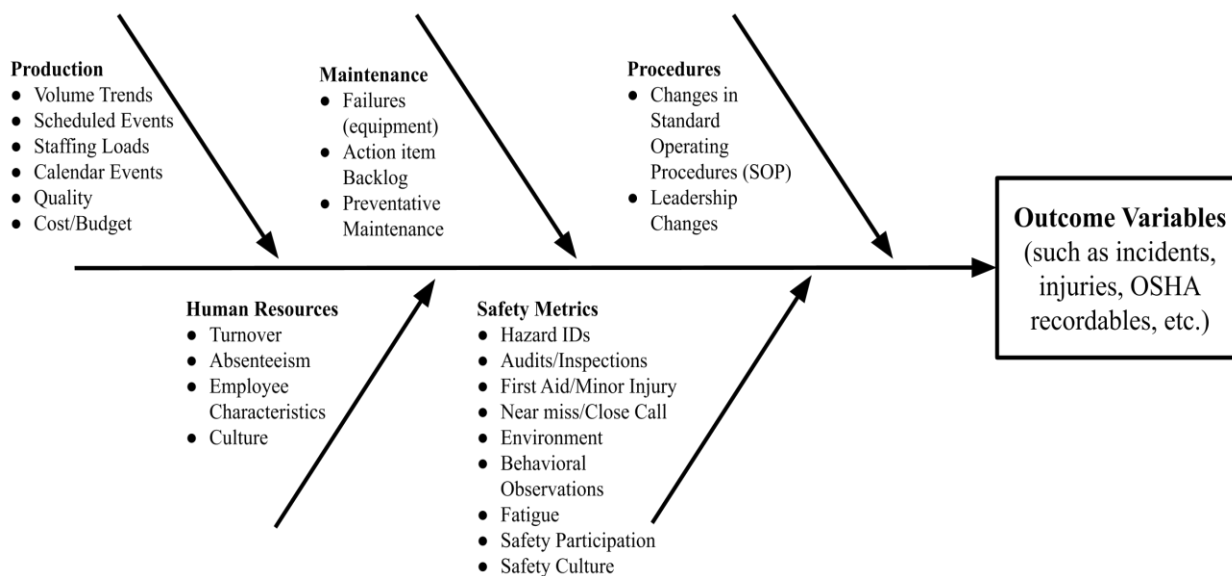 Production
● Volume Trends
● Scheduled Events
● Staffing Loads
● Calendar Events
● Quality
● Cost/Budget
Maintenance
● Failures
(equipment)
● Action item
Backlog
● Preventative
Maintenance
Procedures
● Changes in
Standard
Operating
Procedures (SOP)
● Leadership
Changes
Outcome Variables
(such as incidents,
injuries, OSHA
recordables, etc.)
Human Resources
● Turnover
● Absenteeism
● Employee
Characteristics
● Culture
Safety Metrics
● Hazard IDs
● Audits/Inspections
● First Aid/Minor Injury
● Near miss/Close Call
● Environment
● Behavioral
Observations
● Fatigue
● Safety Participation
● Safety Culture